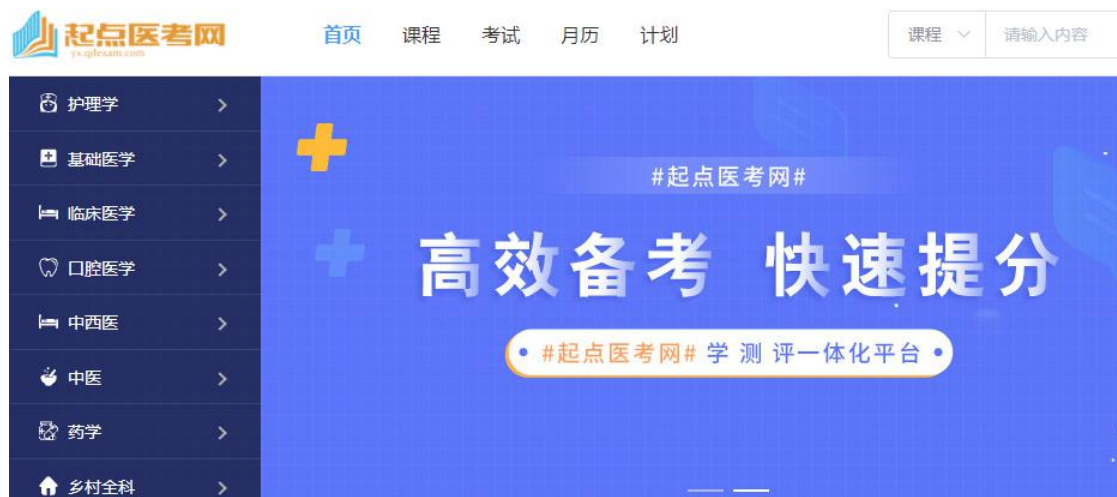 起点医考网
yx.qdexam.com
首页 课程 考试 月历 计划
课程 请输入内容
护理学
基础医学
临床医学
口腔医学
中西医
中医
药学
乡村全科
#起点医考网#
高效备考 快速提分
#起点医考网# 学 测 评一体化平台